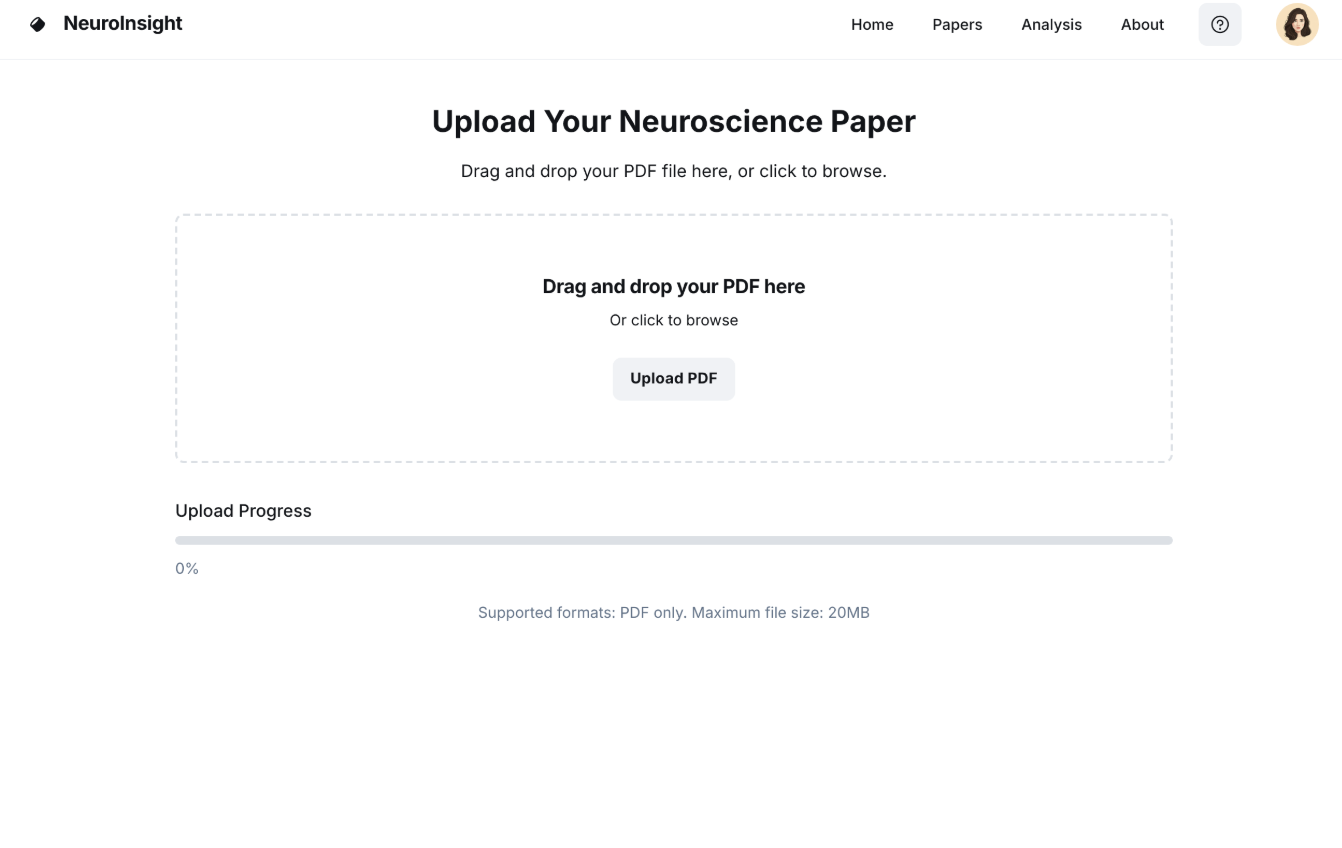 NeuroInsight
Home Papers Analysis About
Upload Your Neuroscience Paper
Drag and drop your PDF file here, or click to browse.
Drag and drop your PDF here
Or click to browse
Upload PDF
Upload Progress
0%
Supported formats: PDF only. Maximum file size: 20MB